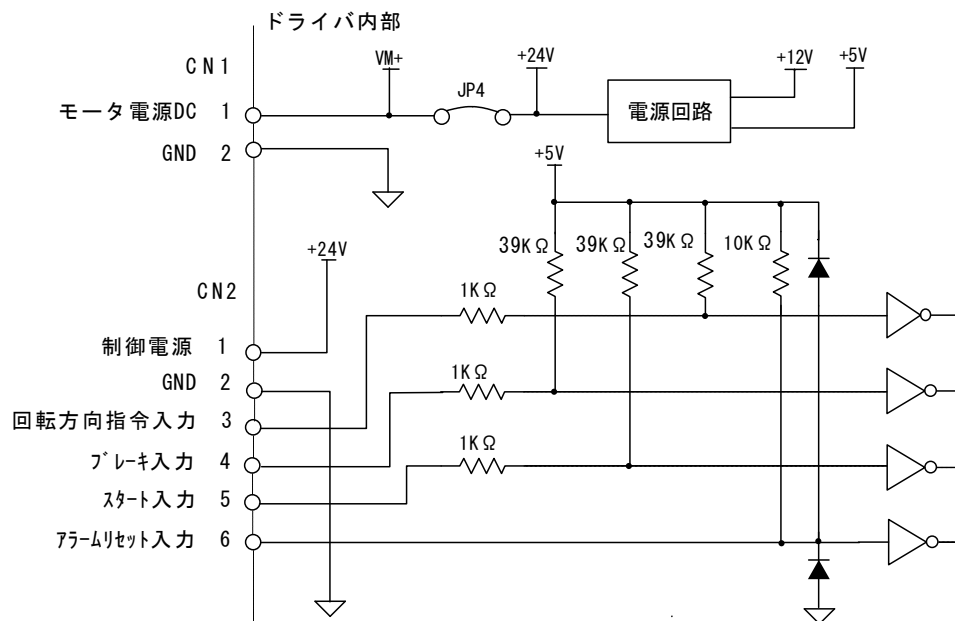 ドライバ内部
CN1
VM+
+24V
+12V
+5V
JP4
モータ電源DC 1
電源回路
GND 2
+5V
39KΩ
39KΩ
39KΩ
10KΩ
+24V
CN2
1KΩ
制御電源 1
GND 2
1KΩ
回転方向指令入力 3
1KΩ
ブレーキ入力 4
スタート入力 5
アラームリセット入力 6